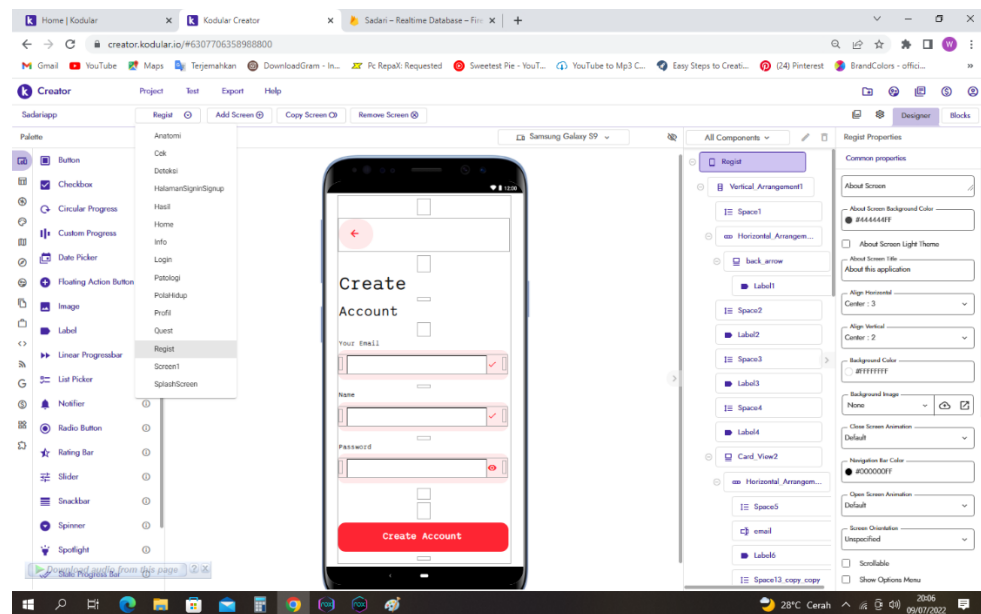 Home | Kodular
Kodular Creator
Sadari – Realtime Database – Fire
creator.kodular.io/#6307706358988800
Gmail
YouTube
Maps
Terjemahkan
DownloadGram - In...
Pc RepaX: Requested
Sweetest Pie - YouT...
YouTube to Mp3 C...
Easy Steps to Creati...
(24) Pinterest
BrandColors - offici...
Creator
Project
Test
Export
Help
Sadariapp
Regist
Add Screen
Copy Screen
Remove Screen
Designer
Blocks
Palette
Samsung Galaxy S9
All Components
Regist Properties
Anatomi
Cek
Deteksi
HalamanSigninSignup
Hasil
Home
Info
Login
Patologi
PolaHidup
Profil
Quest
Regist
Screen1
SplashScreen
Button
Checkbox
Circular Progress
Custom Progress
Date Picker
Floating Action Button
Image
Label
Linear Progressbar
List Picker
Notifier
Radio Button
Rating Bar
Slider
Snackbar
Spinner
Spotlight
State Progress Bar
Download audio from this page
12:00
Create
Account
Your Email
Name
Password
Create Account
Regist
Vertical_Arrangement1
Space1
Horizontal_Arrangem...
back_arrow
Label1
Space2
Label2
Space3
Label3
Space4
Label4
Card_View2
Horizontal_Arrangem...
Space5
email
Label6
Space13_copy_copy
Common properties
About Screen
About Screen Background Color
#444444FF
About Screen Light Theme
About Screen Title
About this application
Align Horizontal
Center : 3
Align Vertical
Center : 2
Background Color
#FFFFFFFF
Background Image
None
Close Screen Animation
Default
Navigation Bar Color
#000000FF
Open Screen Animation
Default
Screen Orientation
Unspecified
Scrollable
Show Options Menu
28°C Cerah
20:06
09/07/2022